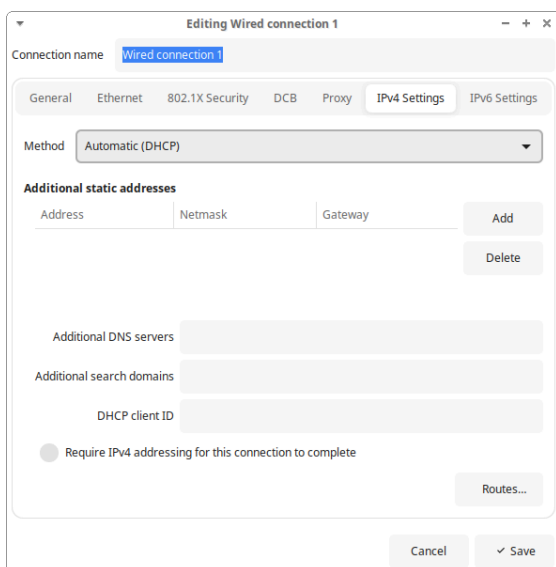 Editing Wired connection 1
Connection name Wired connection 1
General Ethernet 802.1X Security DCB Proxy IPv4 Settings IPv6 Settings
Method Automatic (DHCP)
Additional static addresses
Address Netmask Gateway Add
Delete
Additional DNS servers
Additional search domains
DHCP client ID
Require IPv4 addressing for this connection to complete
Routes...
Cancel Save